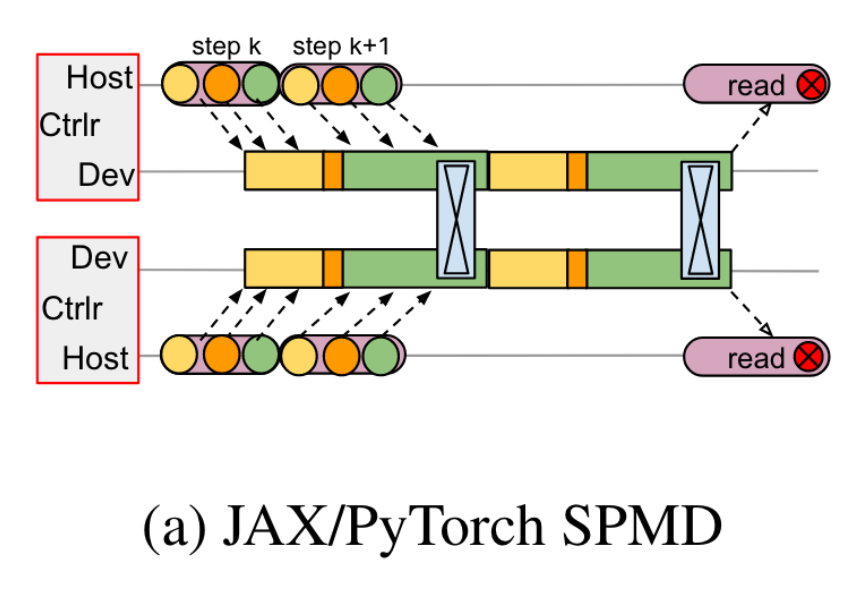 step k step k+1
Host
Ctrlr
Dev
read
Dev
Ctrlr
Host
read
(a) JAX/PyTorch SPMD